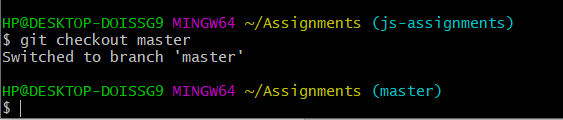 HP@DESKTOP-DOISSG9 MINGW64 ~/Assignments (js-assignments)
$ git checkout master
Switched to branch 'master'
HP@DESKTOP-DOISSG9 MINGW64 ~/Assignments (master)
$